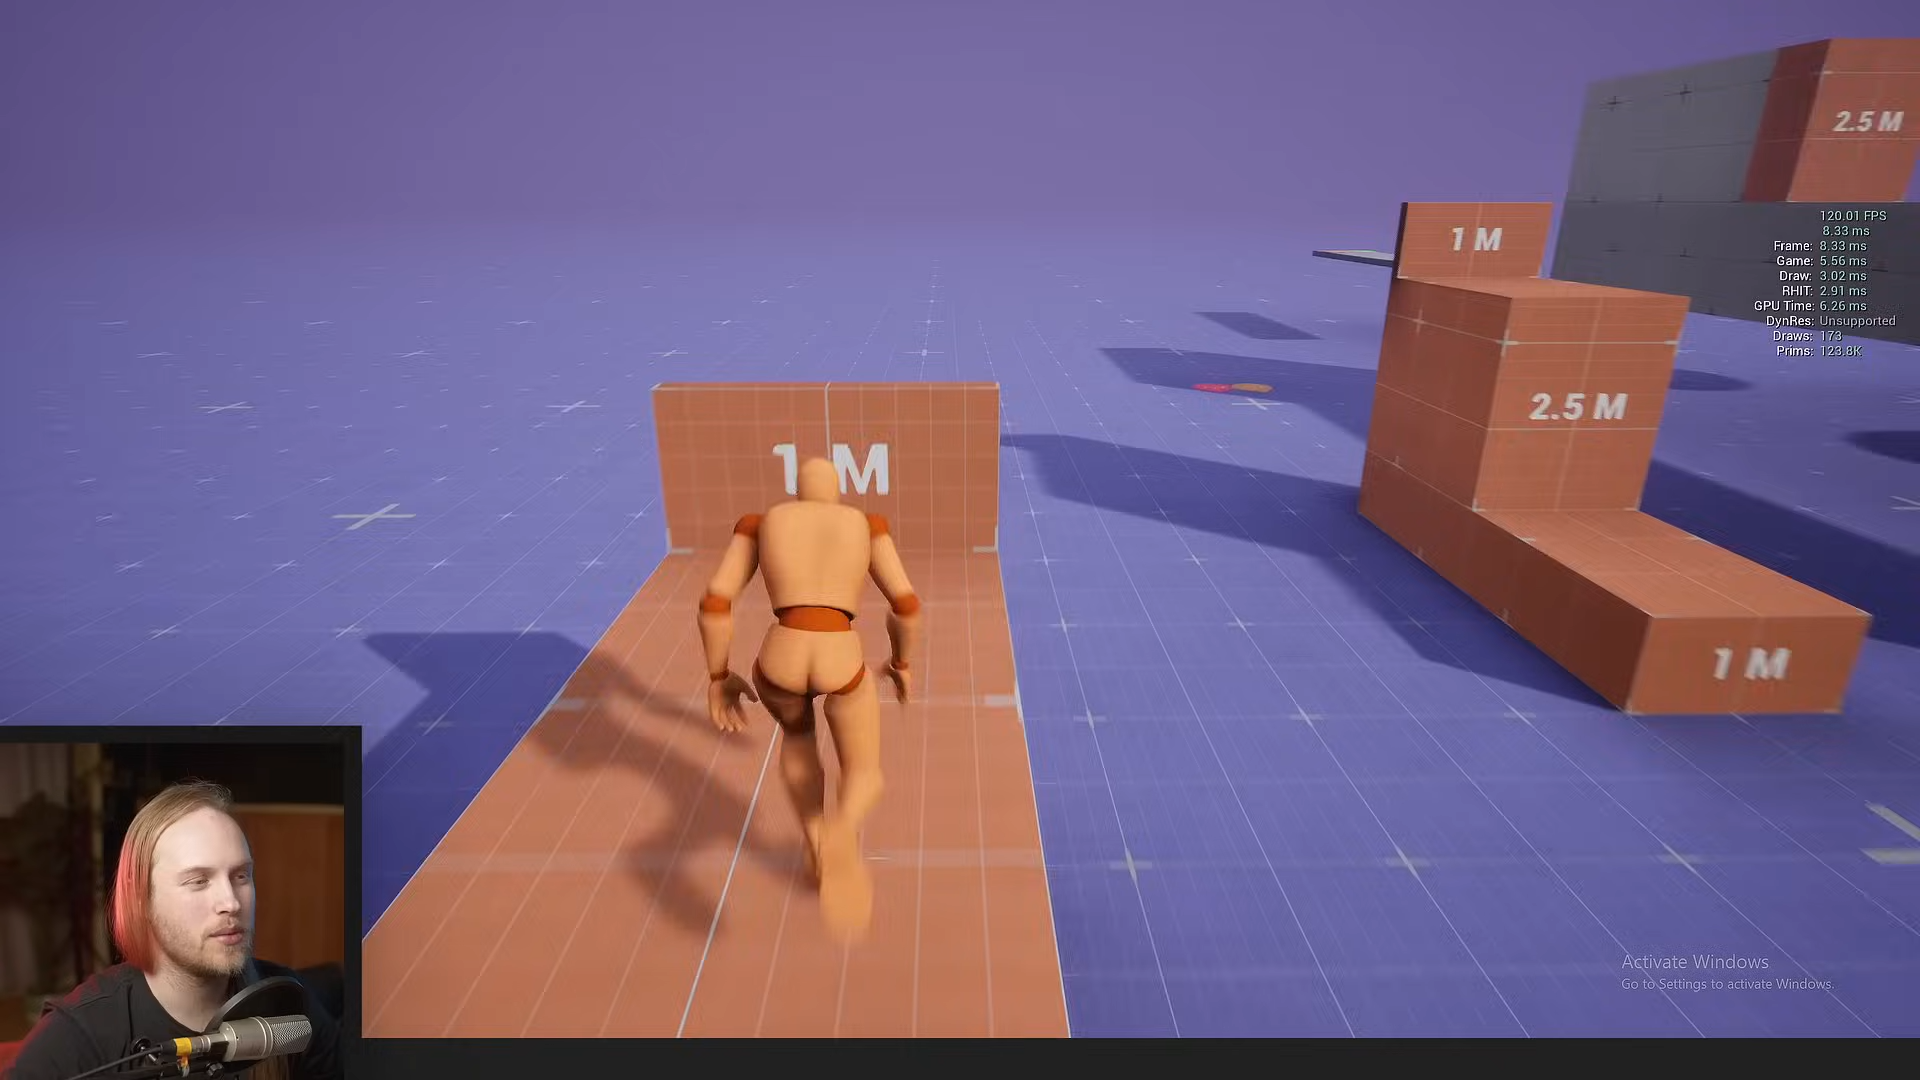 2.5 M
1 M
120.01 FPS
8.33 ms
Frame: 8.33 ms
Game: 5.56 ms
Draw: 3.02 ms
RHIT: 2.91 ms
GPU Time: 6.26 ms
DynRes: Unsupported
Draws: 173
Prims: 123.8K
2.5 M
1 M
1 M
Activate Windows
Go to Settings to activate Windows.